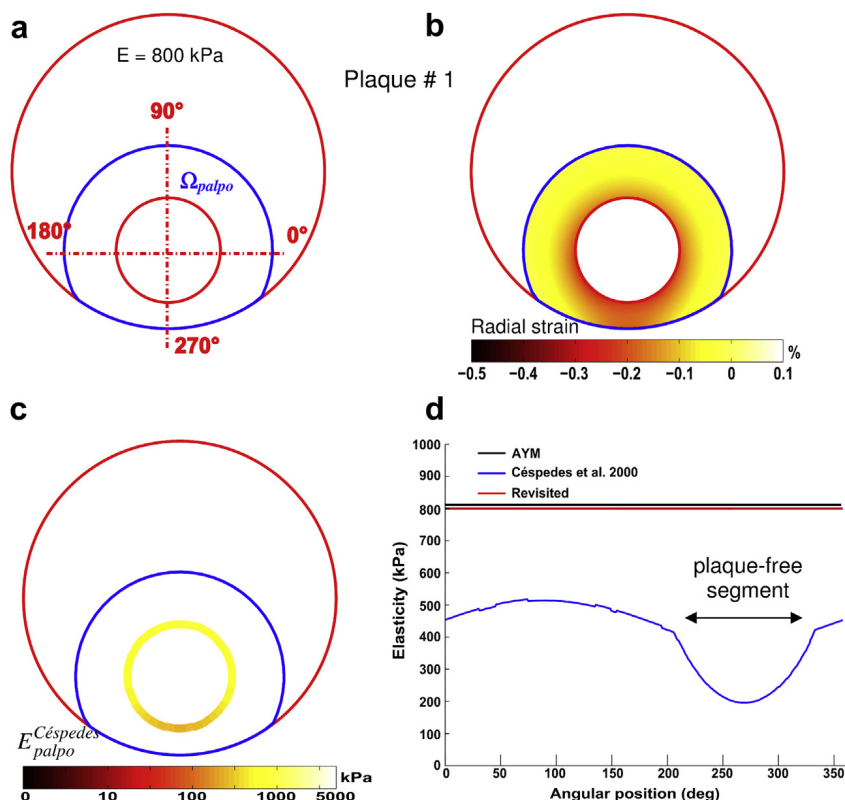 a
E = 800 kPa
90°
Ωpalpo
180°
0°
270°
b
Plaque # 1
Radial strain
%
−0.5 −0.4 −0.3 −0.2 −0.1 0 0.1
c
E Céspedes palpo
kPa
0 10 100 1000 5000
d
1000
900
800
700
600
500
400
300
200
100
0
Elasticity (kPa)
AYM
Céspedes et al. 2000
Revisited
plaque-free
segment
0 50 100 150 200 250 300 350
Angular position (deg)